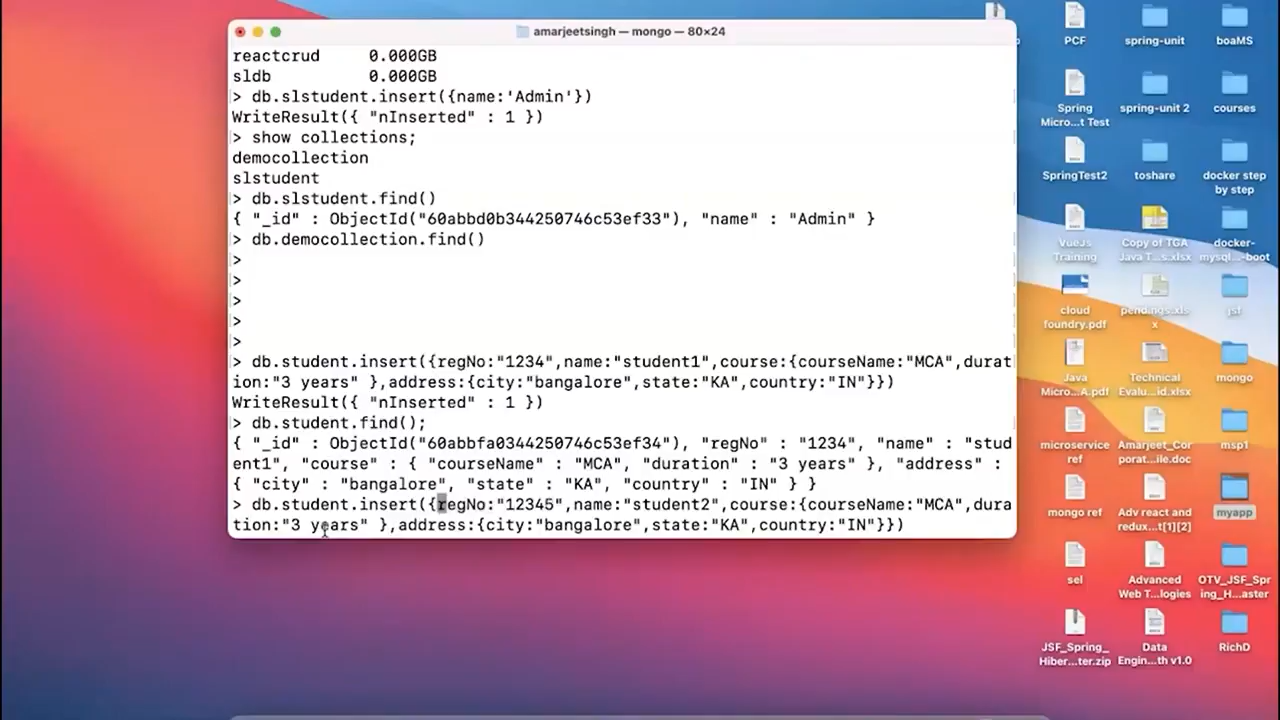 amarjeetsingh — mongo — 80×24
reactcrud 0.000GB
sldb 0.000GB
> db.slstudent.insert({name:'Admin'})
WriteResult({ "nInserted" : 1 })
> show collections;
democollection
slstudent
> db.slstudent.find()
{ "_id" : ObjectId("60abbd0b344250746c53ef33"), "name" : "Admin" }
> db.democollection.find()
>
>
>
>
>
> db.student.insert({regNo:"1234",name:"student1",course:{courseName:"MCA",durat
ion:"3 years" },address:{city:"bangalore",state:"KA",country:"IN"}})
WriteResult({ "nInserted" : 1 })
> db.student.find();
{ "_id" : ObjectId("60abbfa0344250746c53ef34"), "regNo" : "1234", "name" : "stud
ent1", "course" : { "courseName" : "MCA", "duration" : "3 years" }, "address" :
{ "city" : "bangalore", "state" : "KA", "country" : "IN" } }
> db.student.insert({regNo:"12345",name:"student2",course:{courseName:"MCA",dura
tion:"3 years" },address:{city:"bangalore",state:"KA",country:"IN"}})
PCF
spring-unit
boaMS
Spring
Micro...t Test
spring-unit 2
courses
SpringTest2
toshare
docker step
by step
VueJs
Training
Copy of TGA
Java T...s.xlsx
docker-
mysql...-boot
cloud
foundry.pdf
pendings.xls
x
jsf
Java
Micro...A.pdf
Technical
Evalu...id.xlsx
mongo
microservice
ref
Amarjeet_Cor
porat...ile.doc
msp1
mongo ref
Adv react and
redux...t[1][2]
myapp
sel
Advanced
Web T...logies
OTV_JSF_Spr
ing_H...aster
JSF_Spring_
Hiber...ter.zip
Data
Engin...th v1.0
RichD